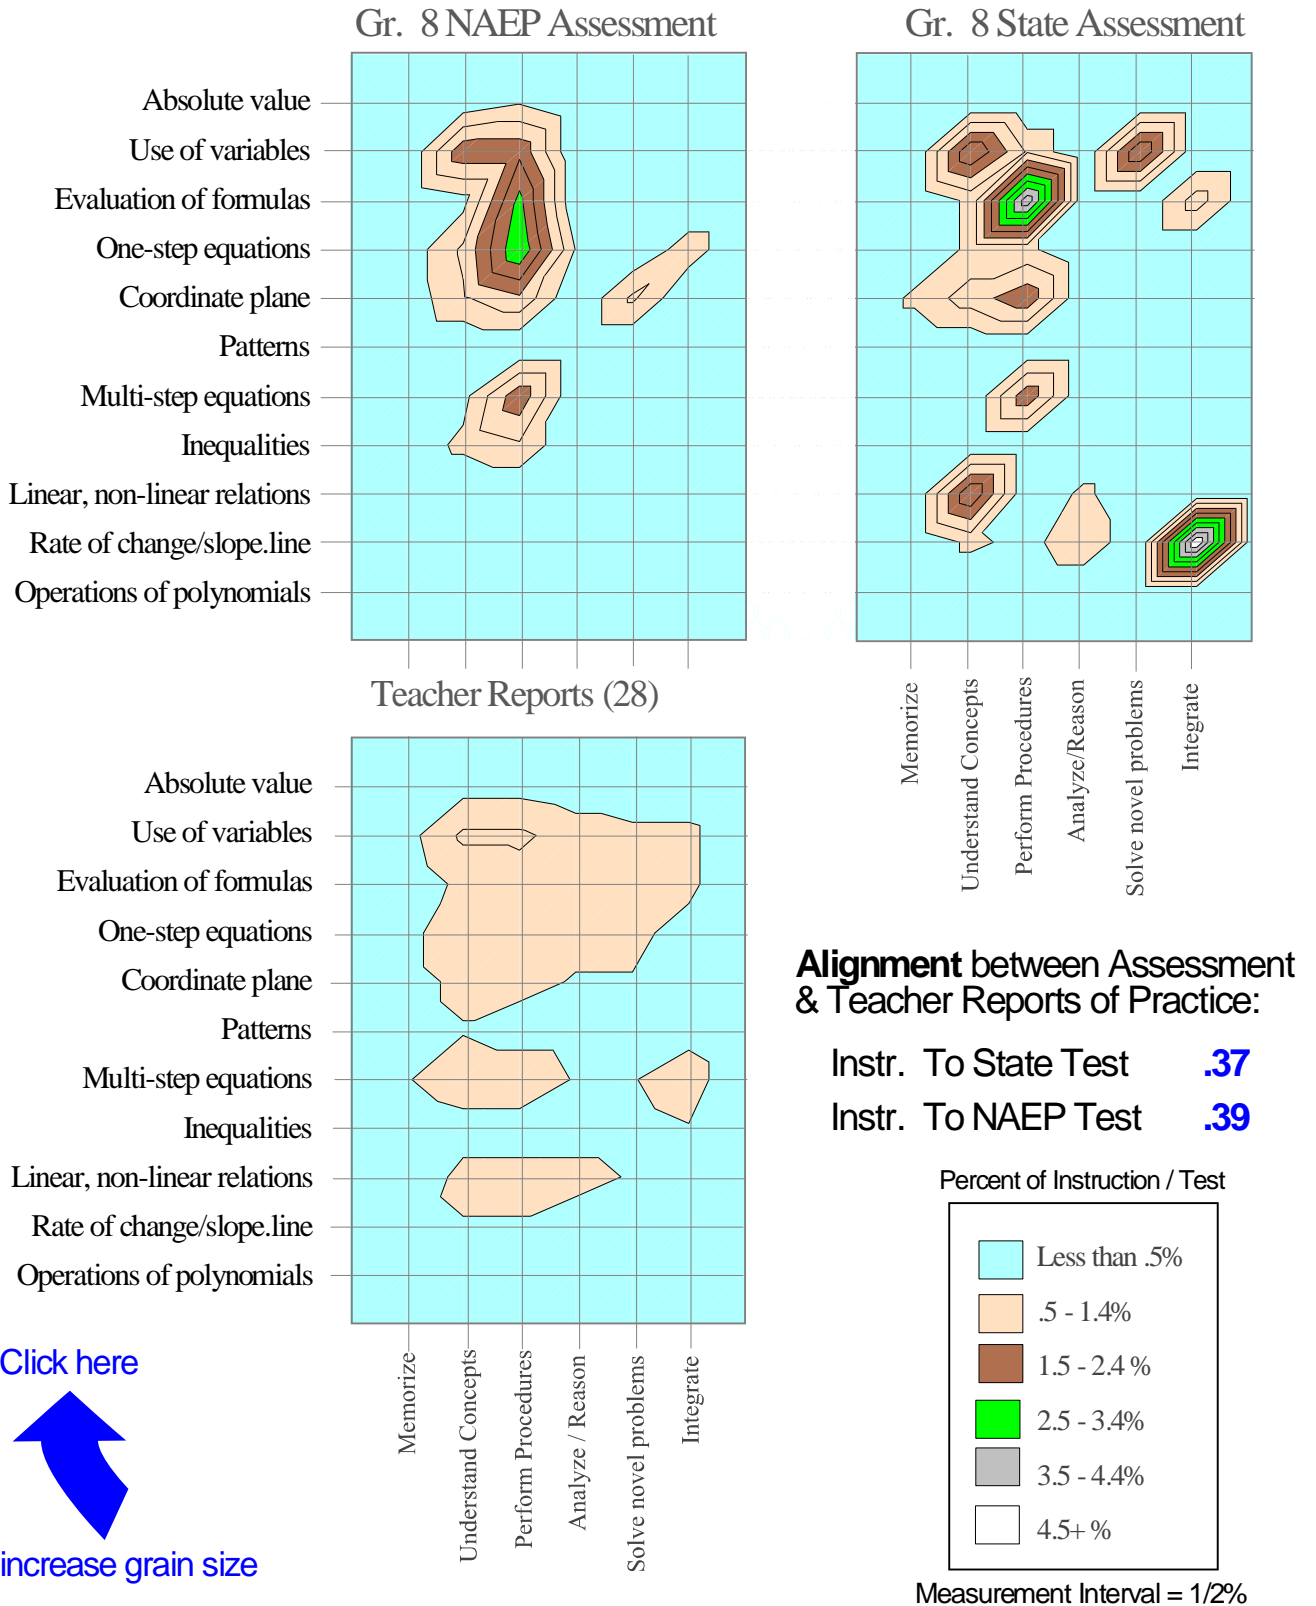 Gr. 8 NAEP Assessment
Gr. 8 State Assessment
Absolute value
Use of variables
Evaluation of formulas
One-step equations
Coordinate plane
Patterns
Multi-step equations
Inequalities
Linear, non-linear relations
Rate of change/slope.line
Operations of polynomials
Memorize
Understand Concepts
Perform Procedures
Analyze/Reason
Solve novel problems
Integrate
Teacher Reports (28)
Absolute value
Use of variables
Evaluation of formulas
One-step equations
Coordinate plane
Patterns
Multi-step equations
Inequalities
Linear, non-linear relations
Rate of change/slope.line
Operations of polynomials
Memorize
Understand Concepts
Perform Procedures
Analyze / Reason
Solve novel problems
Integrate
Alignment between Assessment
& Teacher Reports of Practice:
Instr. To State Test .37
Instr. To NAEP Test .39
Percent of Instruction / Test
Less than .5%
.5 - 1.4%
1.5 - 2.4 %
2.5 - 3.4%
3.5 - 4.4%
4.5+ %
Measurement Interval = 1/2%
Click here
increase grain size